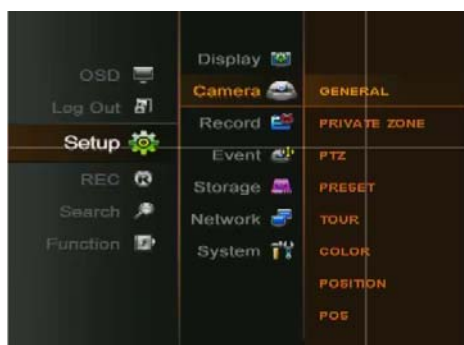 OSD
Log Out
Setup
REC
Search
Function
Display
Camera
Record
Event
Storage
Network
System
GENERAL
PRIVATE ZONE
PTZ
PRESET
TOUR
COLOR
POSITION
POS